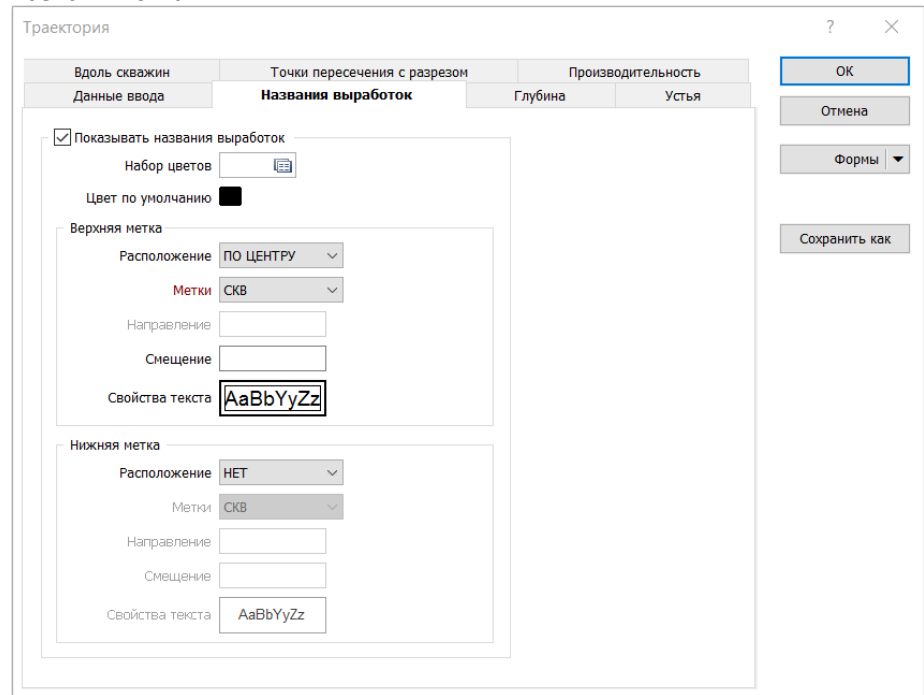 Траектория
?
Вдоль скважин Точки пересечения с разрезом Производительность
Данные ввода Названия выработок Глубина Устья
OK
Отмена
Формы
Сохранить как
Показывать названия выработок
Набор цветов
Цвет по умолчанию
Верхняя метка
Расположение ПО ЦЕНТРУ
Метки СКВ
Направление
Смещение
Свойства текста AaBbYyZz
Нижняя метка
Расположение НЕТ
Метки СКВ
Направление
Смещение
Свойства текста AaBbYyZz